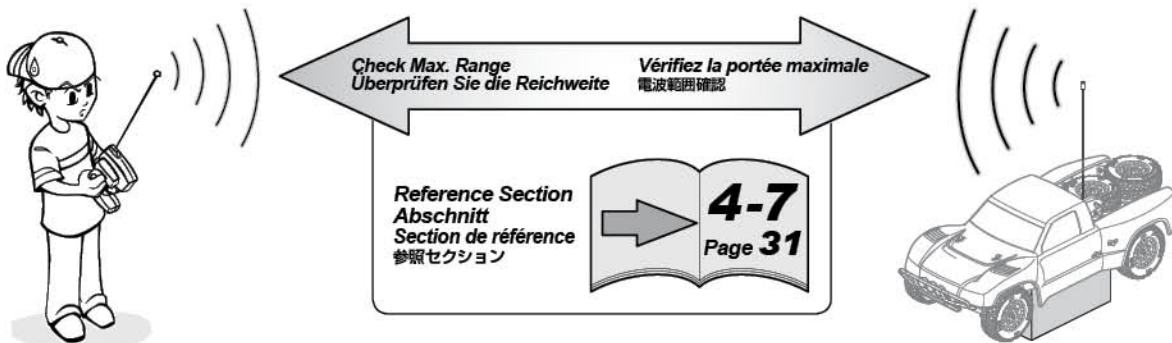 Check Max. Range
Überprüfen Sie die Reichweite
Vérifiez la portée maximale
電波範囲確認
Reference Section
Abschnitt
Section de référence
参照セクション
4-7
Page 31